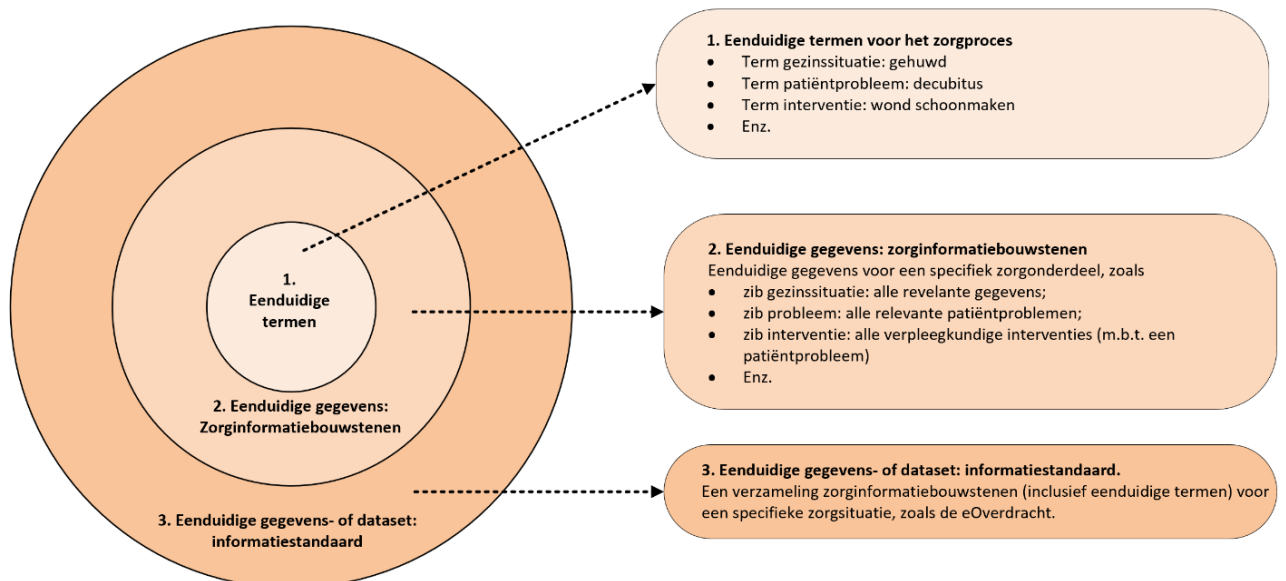 1.
Eenduidige
termen
2. Eenduidige gegevens:
Zorginformatiebouwstenen
3. Eenduidige gegevens- of dataset:
informatiestandaard
1. Eenduidige termen voor het zorgproces
• Term gezinssituatie: gehuwd
• Term patiëntprobleem: decubitus
• Term interventie: wond schoonmaken
• Enz.
2. Eenduidige gegevens: zorginformatiebouwstenen
Eenduidige gegevens voor een specifiek zorgonderdeel, zoals
• zib gezinssituatie: alle revelante gegevens;
• zib probleem: alle relevante patiëntproblemen;
• zib interventie: alle verpleegkundige interventies (m.b.t. een
patiëntprobleem)
• Enz.
3. Eenduidige gegevens- of dataset: informatiestandaard.
Een verzameling zorginformatiebouwstenen (inclusief eenduidige termen) voor
een specifieke zorgsituatie, zoals de eOverdracht.